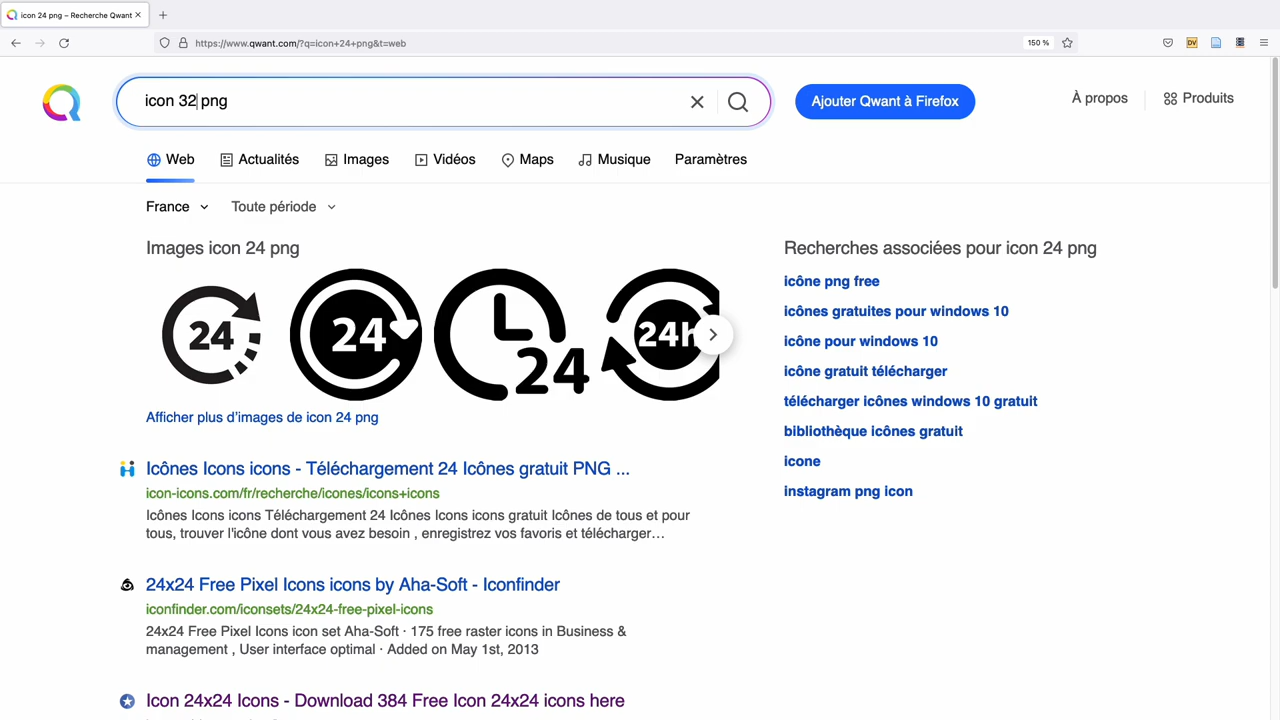 icon 24 png – Recherche Qwant
https://www.qwant.com/?q=icon+24+png&t=web
150 %
DV
icon 32 png
Ajouter Qwant à Firefox
À propos
Produits
Web
Actualités
Images
Vidéos
Maps
Musique
Paramètres
France
Toute période
Images icon 24 png
24
24
24
24h
Afficher plus d'images de icon 24 png
Icônes Icons icons - Téléchargement 24 Icônes gratuit PNG ...
icon-icons.com/fr/recherche/icones/icons+icons
Icônes Icons icons Téléchargement 24 Icônes Icons icons gratuit Icônes de tous et pour
tous, trouver l'icône dont vous avez besoin , enregistrez vos favoris et télécharger…
24x24 Free Pixel Icons icons by Aha-Soft - Iconfinder
iconfinder.com/iconsets/24x24-free-pixel-icons
24x24 Free Pixel Icons icon set Aha-Soft · 175 free raster icons in Business &
management , User interface optimal · Added on May 1st, 2013
Icon 24x24 Icons - Download 384 Free Icon 24x24 icons here
Recherches associées pour icon 24 png
icône png free
icônes gratuites pour windows 10
icône pour windows 10
icône gratuit télécharger
télécharger icônes windows 10 gratuit
bibliothèque icônes gratuit
icone
instagram png icon